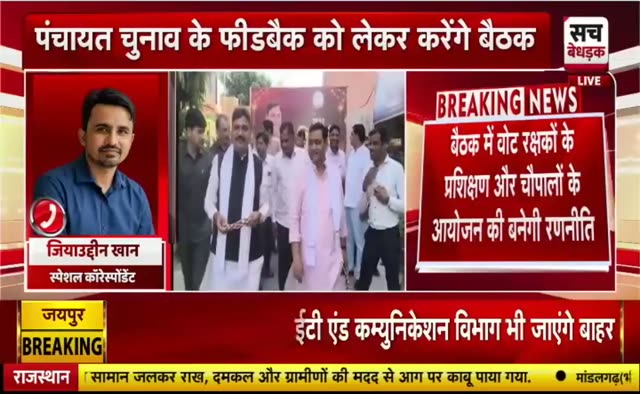 पंचायत चुनाव के फीडबैक को लेकर करेंगे बैठक
सच
बेधड़क
LIVE
BREAKING NEWS
बैठक में वोट रक्षकों के
प्रशिक्षण और चौपालों के
आयोजन की बनेगी रणनीति
जियाउद्दीन खान
स्पेशल कॉरेस्पोंडेंट
जयपुर
BREAKING
ईटी एंड कम्युनिकेशन विभाग भी जाएंगे बाहर
राजस्थान
सामान जलकर राख, दमकल और ग्रामीणों की मदद से आग पर काबू पाया गया.
मांडलगढ़(भी